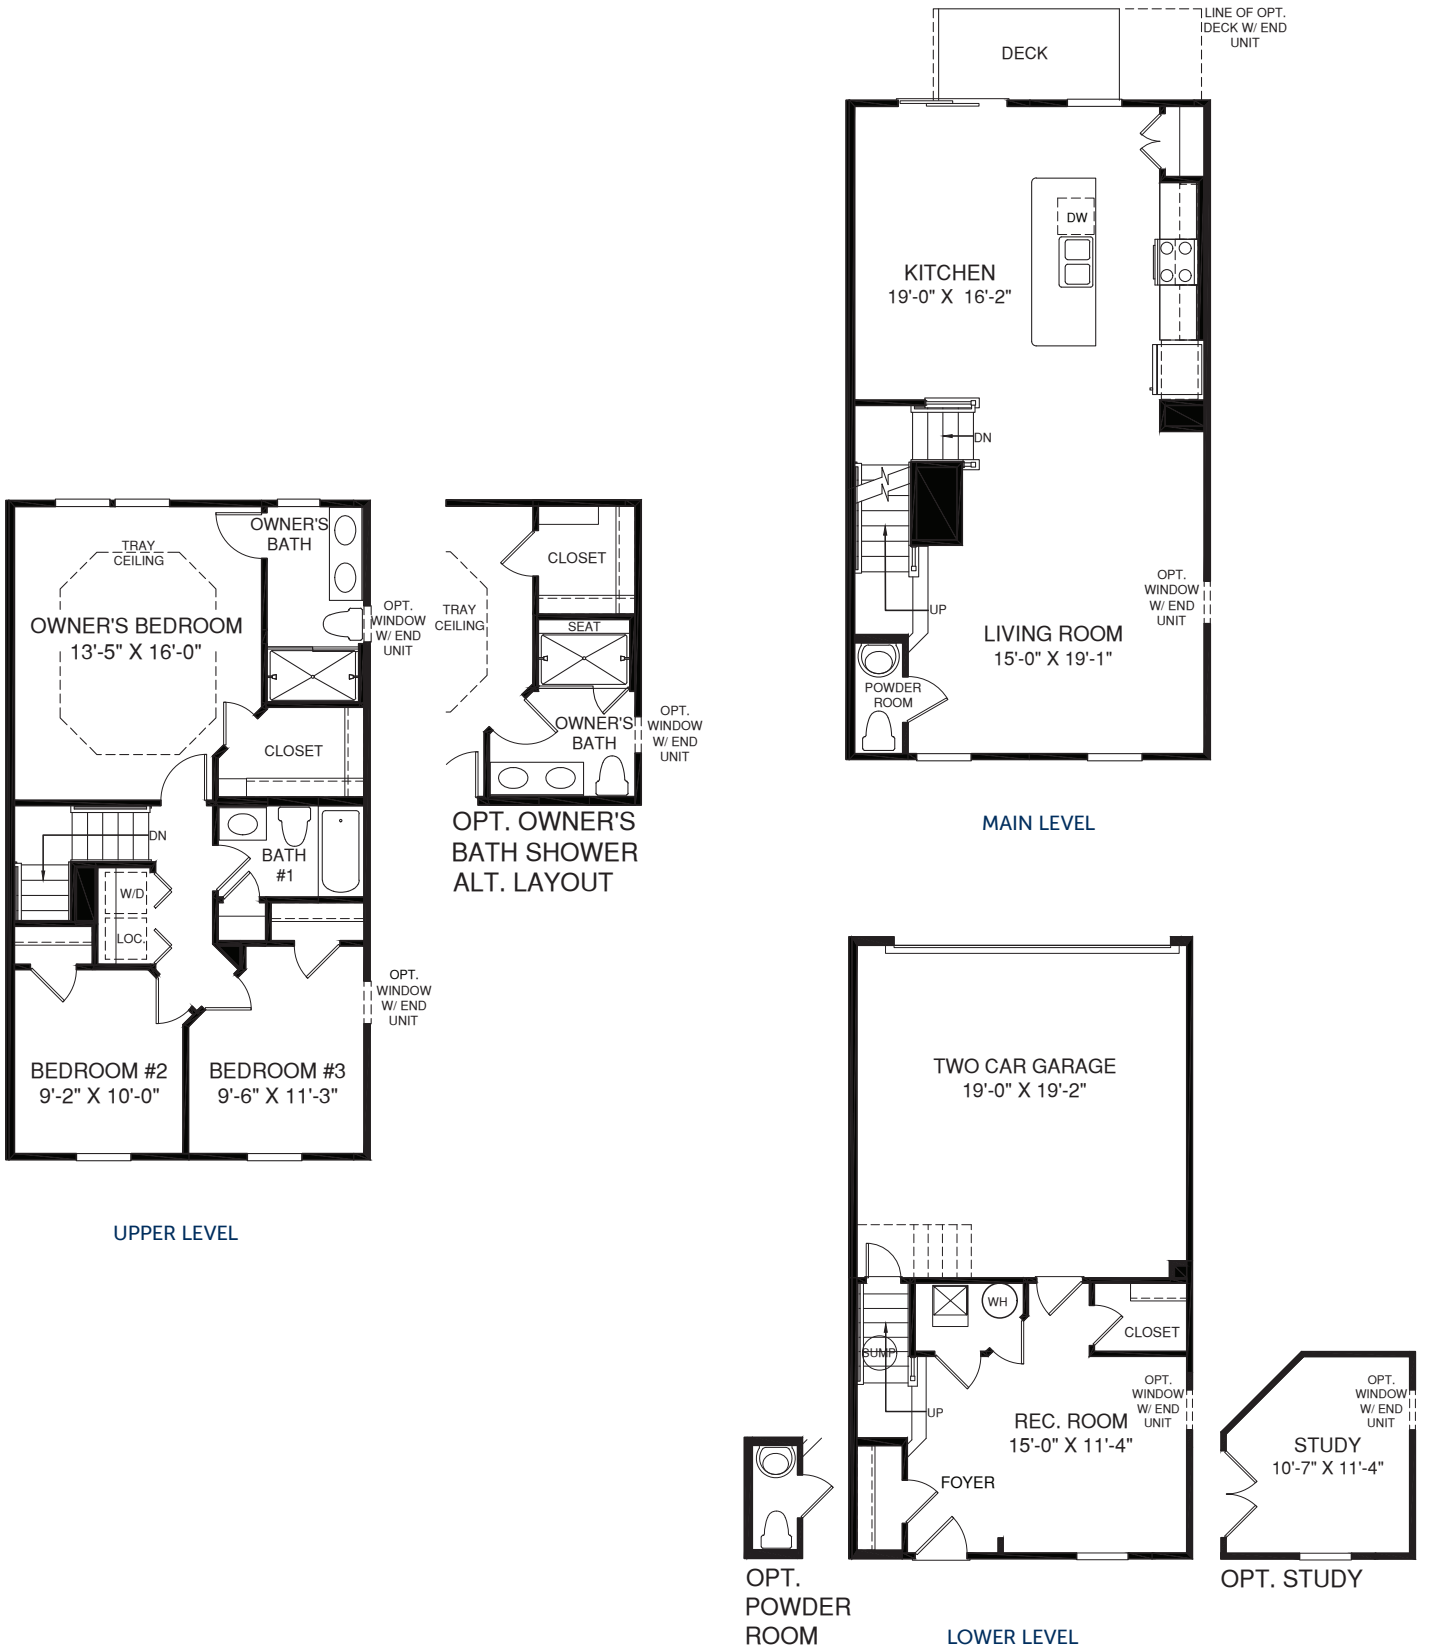 LINE OF OPT.
DECK W/ END
UNIT
DECK
DW
KITCHEN
19'-0" X 16'-2"
DN
UP
OPT.
WINDOW
W/ END
UNIT
LIVING ROOM
15'-0" X 19'-1"
POWDER
ROOM
MAIN LEVEL
OWNER'S
BATH
TRAY
CEILING
OWNER'S BEDROOM
13'-5" X 16'-0"
OPT.
WINDOW
W/ END
UNIT
CLOSET
DN
BATH
#1
W/D
LOC.
OPT.
WINDOW
W/ END
UNIT
BEDROOM #2
9'-2" X 10'-0"
BEDROOM #3
9'-6" X 11'-3"
UPPER LEVEL
CLOSET
TRAY
CEILING
SEAT
OWNER'S
BATH
OPT.
WINDOW
W/ END
UNIT
OPT. OWNER'S
BATH SHOWER
ALT. LAYOUT
TWO CAR GARAGE
19'-0" X 19'-2"
WH
CLOSET
SUMP
UP
OPT.
WINDOW
W/ END
UNIT
REC. ROOM
15'-0" X 11'-4"
FOYER
OPT.
POWDER
ROOM
LOWER LEVEL
OPT.
WINDOW
W/ END
UNIT
STUDY
10'-7" X 11'-4"
OPT. STUDY